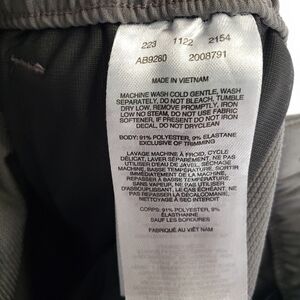 223 1122 2154
AB9260 2008791
MADE IN VIETNAM
MACHINE WASH COLD GENTLE, WASH
SEPARATELY, DO NOT BLEACH, TUMBLE
DRY LOW, REMOVE PROMPTLY, IRON
LOW NO STEAM, DO NOT USE FABRIC
SOFTENER, IF PRESENT DO NOT IRON
DECAL, DO NOT DRYCLEAN
BODY: 91% POLYESTER, 9% ELASTANE
EXCLUSIVE OF TRIMMING
LAVAGE MACHINE À FROID, CYCLE
DÉLICAT, LAVER SÉPARÉMENT, NE PAS
UTILISER D'EAU DE JAVEL, SÉCHAGE
MACHINE, BASSE TEMPÉRATURE, SORTIR
IMMÉDIATEMENT DE LA MACHINE,
REPASSER À BASSE TEMPÉRATURE,
SANS VAPEUR, NE PAS UTILISER
D'ASSOUPLISSANT, LE CAS ÉCHÉANT
NE PAS REPASSER LA DÉCALCOMANIE,
NE PAS NETTOYER À SEC
CORPS: 91% POLYESTER, 9%
ÉLASTHANNE
SAUF LES BORDURES
FABRIQUÉ AU VIÊT NAM